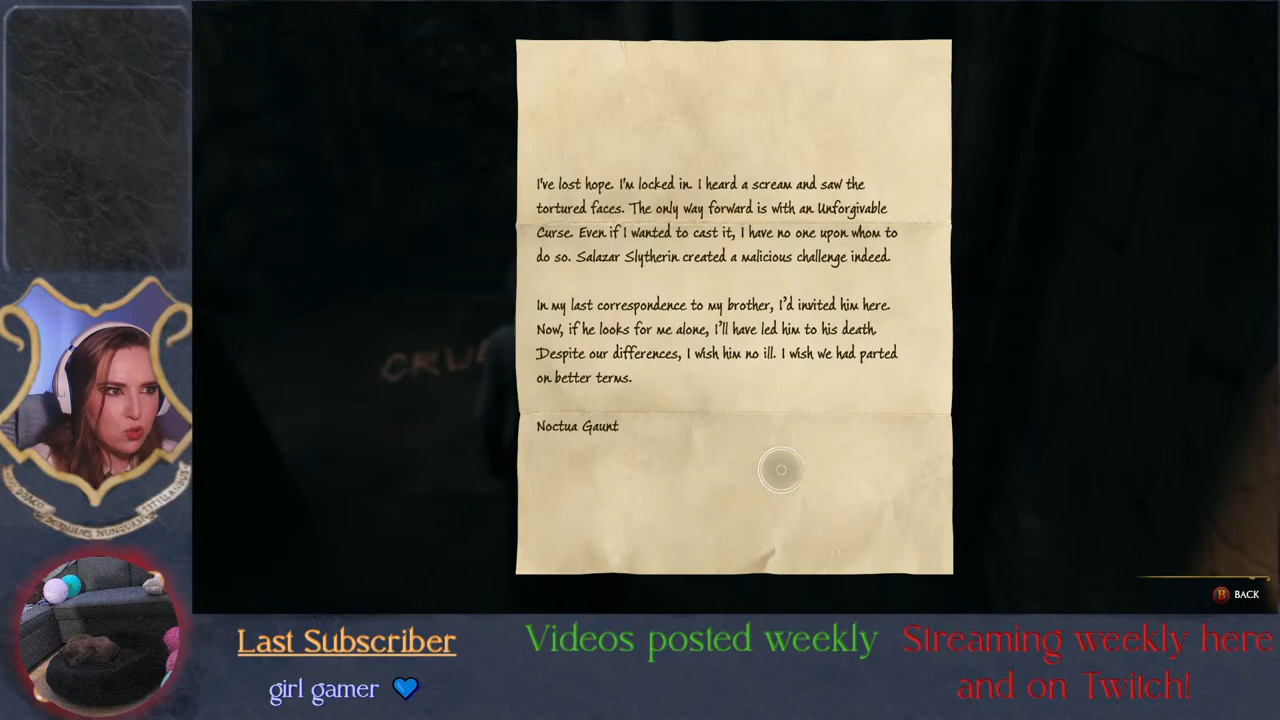 I've lost hope. I'm locked in. I heard a scream and saw the
tortured faces. The only way forward is with an Unforgivable
Curse. Even if I wanted to cast it, I have no one upon whom to
do so. Salazar Slytherin created a malicious challenge indeed.
In my last correspondence to my brother, I'd invited him here.
Now, if he looks for me alone, I'll have led him to his death.
Despite our differences, I wish him no ill. I wish we had parted
on better terms.
Noctua Gaunt
CRUC
B BACK
Last Subscriber
girl gamer 💙
Videos posted weekly
Streaming weekly here
and on Twitch!